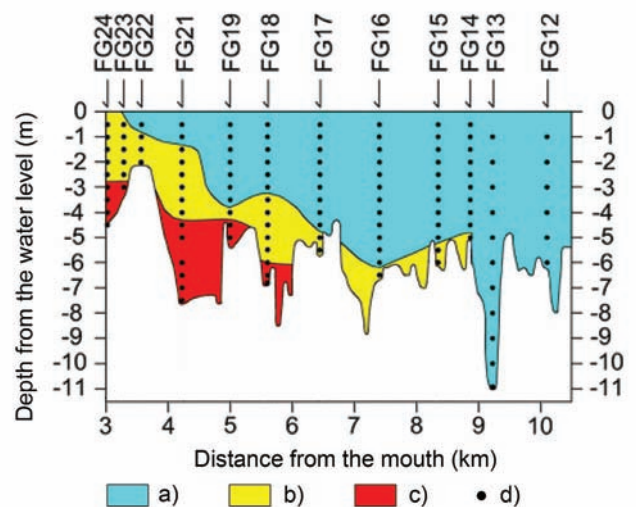 FG24 FG23 FG22 FG21 FG19 FG18 FG17 FG16 FG15 FG14 FG13 FG12
Depth from the water level (m)
0 0
-1 -1
-2 -2
-3 -3
-4 -4
-5 -5
-6 -6
-7 -7
-8 -8
-9 -9
-10 -10
-11 -11
3 4 5 6 7 8 9 10
Distance from the mouth (km)
a) b) c) d)